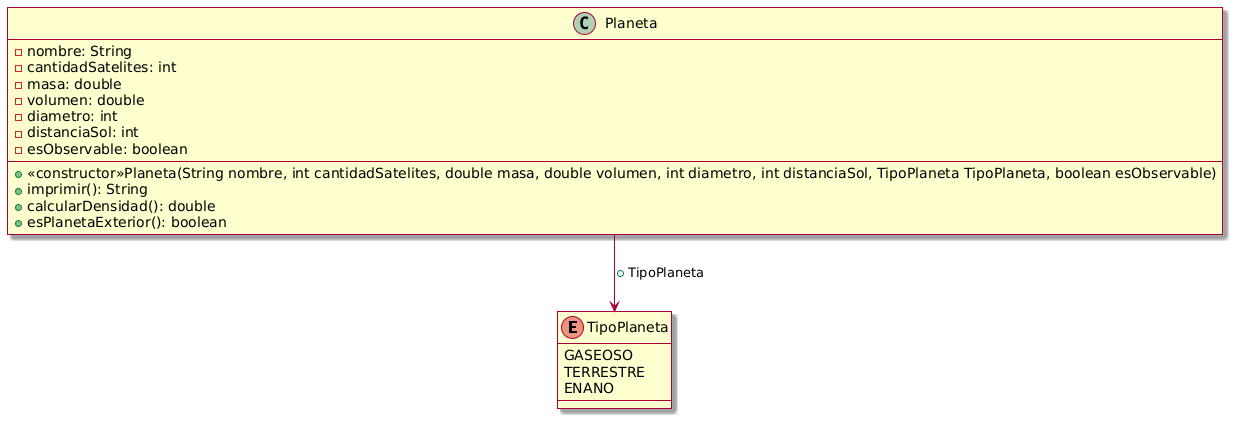 C Planeta
nombre: String
cantidadSatelites: int
masa: double
volumen: double
diametro: int
distanciaSol: int
esObservable: boolean
«constructor»Planeta(String nombre, int cantidadSatelites, double masa, double volumen, int diametro, int distanciaSol, TipoPlaneta TipoPlaneta, boolean esObservable)
imprimir(): String
calcularDensidad(): double
esPlanetaExterior(): boolean
TipoPlaneta
E TipoPlaneta
GASEOSO
TERRESTRE
ENANO